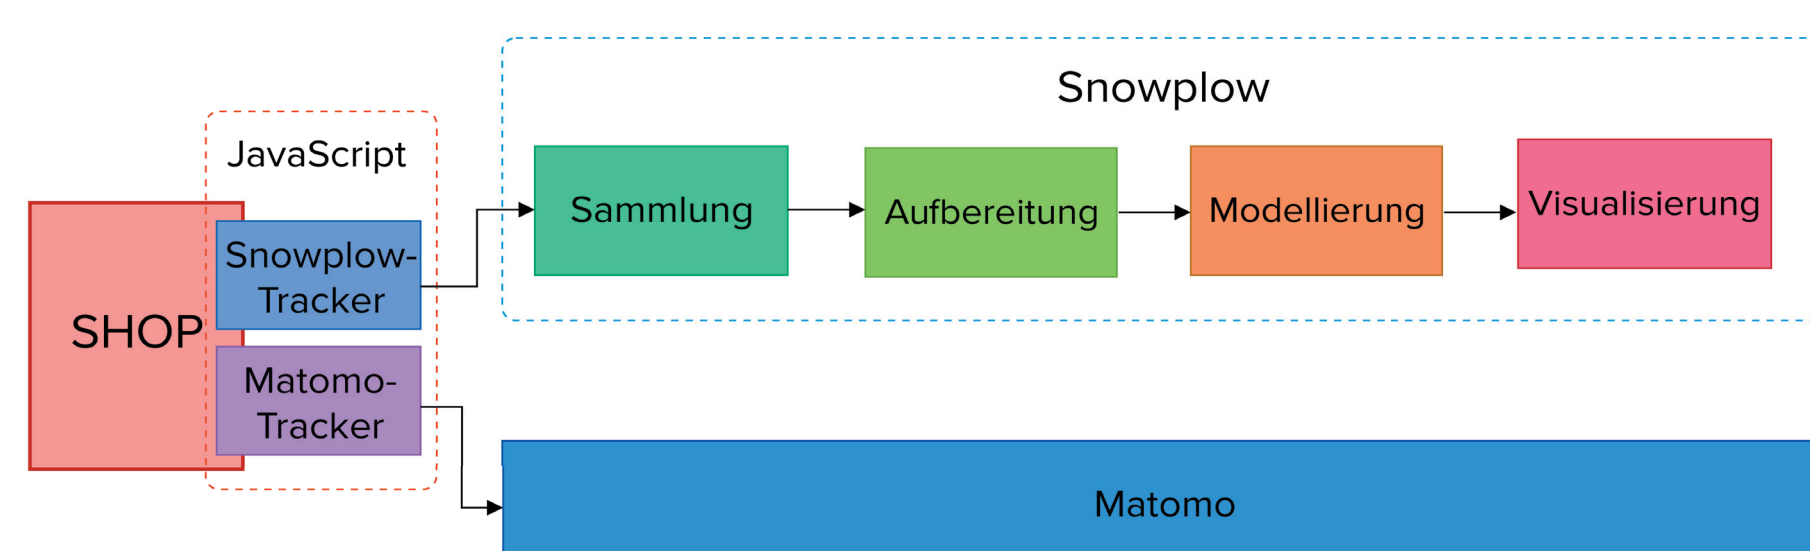 Snowplow
JavaScript
SHOP
Snowplow-
Tracker
Matomo-
Tracker
Sammlung
Aufbereitung
Modellierung
Visualisierung
Matomo